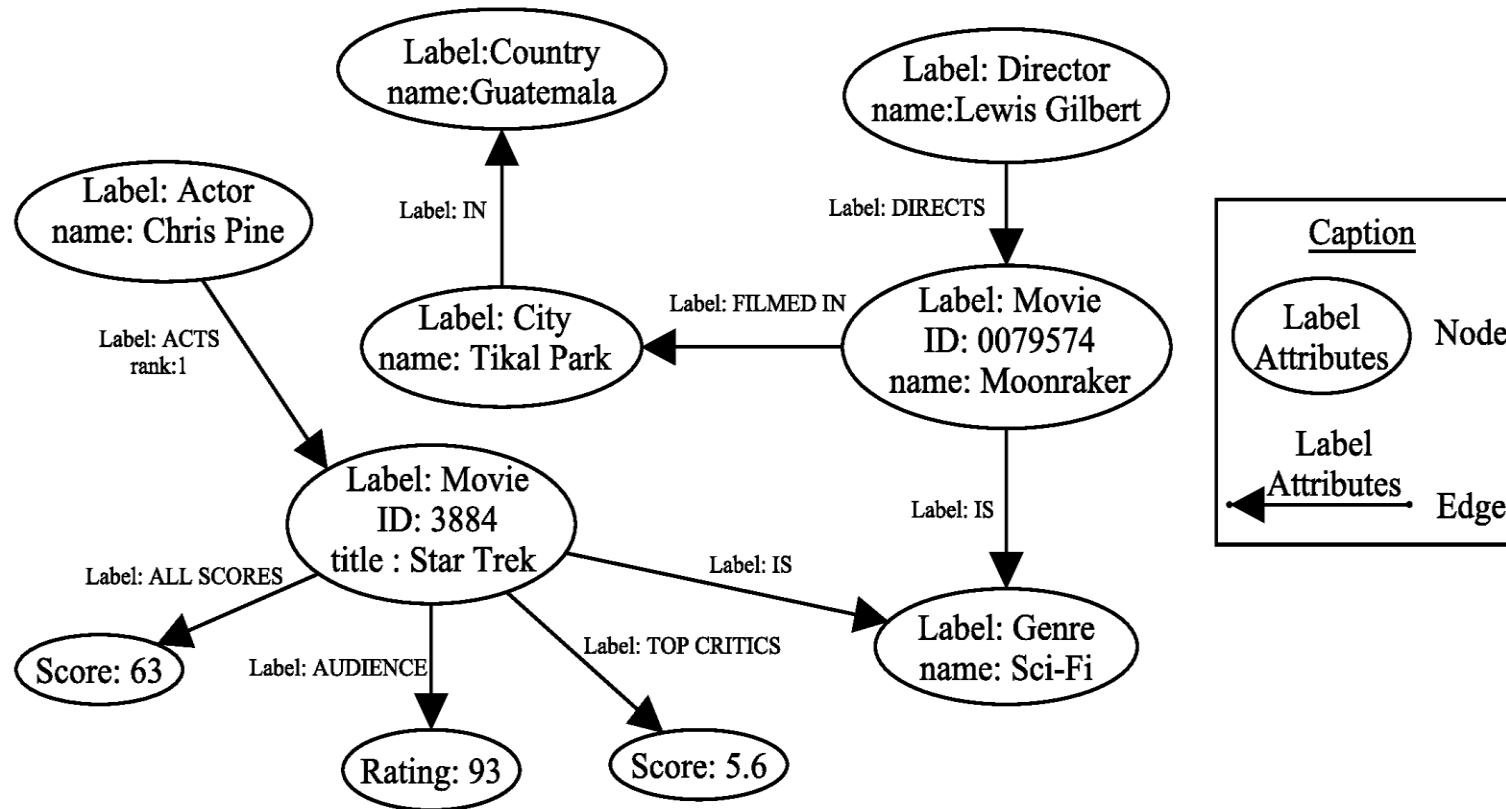 Label:Country
name:Guatemala
Label: Director
name:Lewis Gilbert
Label: Actor
name: Chris Pine
Label: IN
Label: DIRECTS
Caption
Label
Attributes
Node
Label
Attributes
Edge
Label: City
name: Tikal Park
Label: FILMED IN
Label: Movie
ID: 0079574
name: Moonraker
Label: ACTS
rank:1
Label: Movie
ID: 3884
title : Star Trek
Label: IS
Label: ALL SCORES
Label: IS
Label: AUDIENCE
Label: TOP CRITICS
Label: Genre
name: Sci-Fi
Score: 63
Rating: 93
Score: 5.6